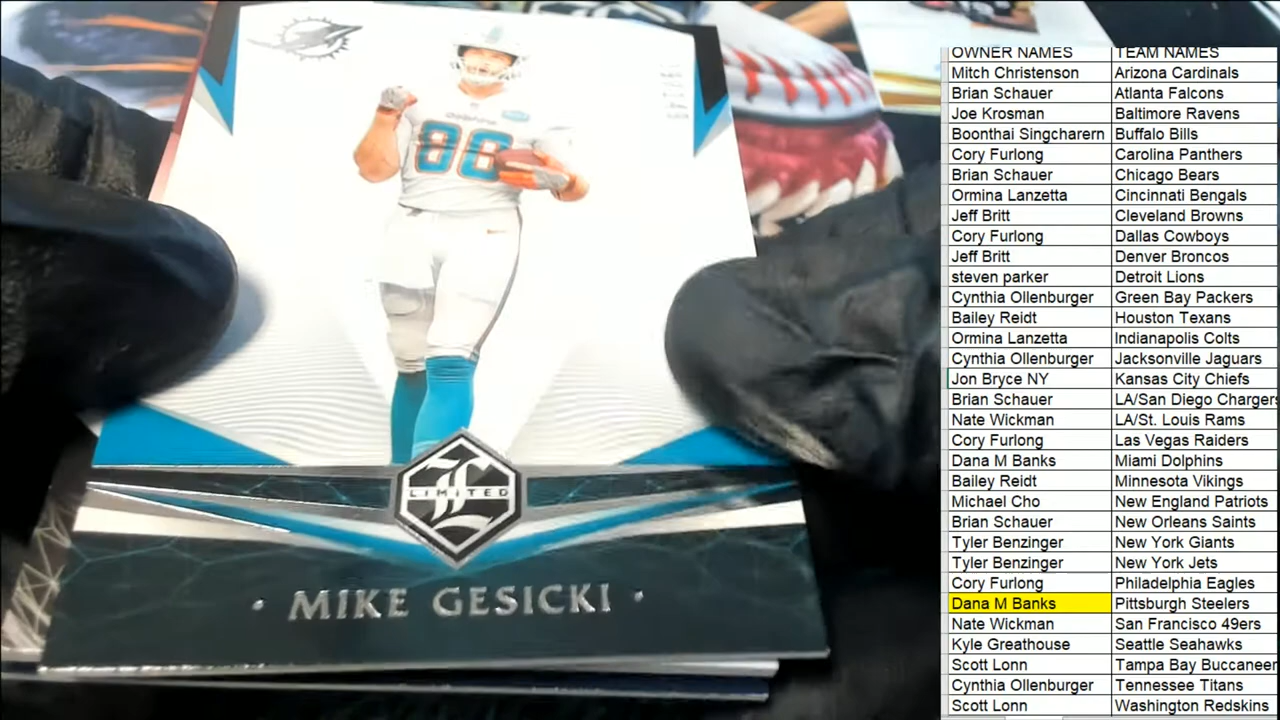 88
LIMITED
· MIKE GESICKI ·
OWNER NAMES TEAM NAMES
Mitch Christenson Arizona Cardinals
Brian Schauer Atlanta Falcons
Joe Krosman Baltimore Ravens
Boonthai Singcharern Buffalo Bills
Cory Furlong Carolina Panthers
Brian Schauer Chicago Bears
Ormina Lanzetta Cincinnati Bengals
Jeff Britt Cleveland Browns
Cory Furlong Dallas Cowboys
Jeff Britt Denver Broncos
steven parker Detroit Lions
Cynthia Ollenburger Green Bay Packers
Bailey Reidt Houston Texans
Ormina Lanzetta Indianapolis Colts
Cynthia Ollenburger Jacksonville Jaguars
Jon Bryce NY Kansas City Chiefs
Brian Schauer LA/San Diego Chargers
Nate Wickman LA/St. Louis Rams
Cory Furlong Las Vegas Raiders
Dana M Banks Miami Dolphins
Bailey Reidt Minnesota Vikings
Michael Cho New England Patriots
Brian Schauer New Orleans Saints
Tyler Benzinger New York Giants
Tyler Benzinger New York Jets
Cory Furlong Philadelphia Eagles
Dana M Banks Pittsburgh Steelers
Nate Wickman San Francisco 49ers
Kyle Greathouse Seattle Seahawks
Scott Lonn Tampa Bay Buccaneer
Cynthia Ollenburger Tennessee Titans
Scott Lonn Washington Redskins